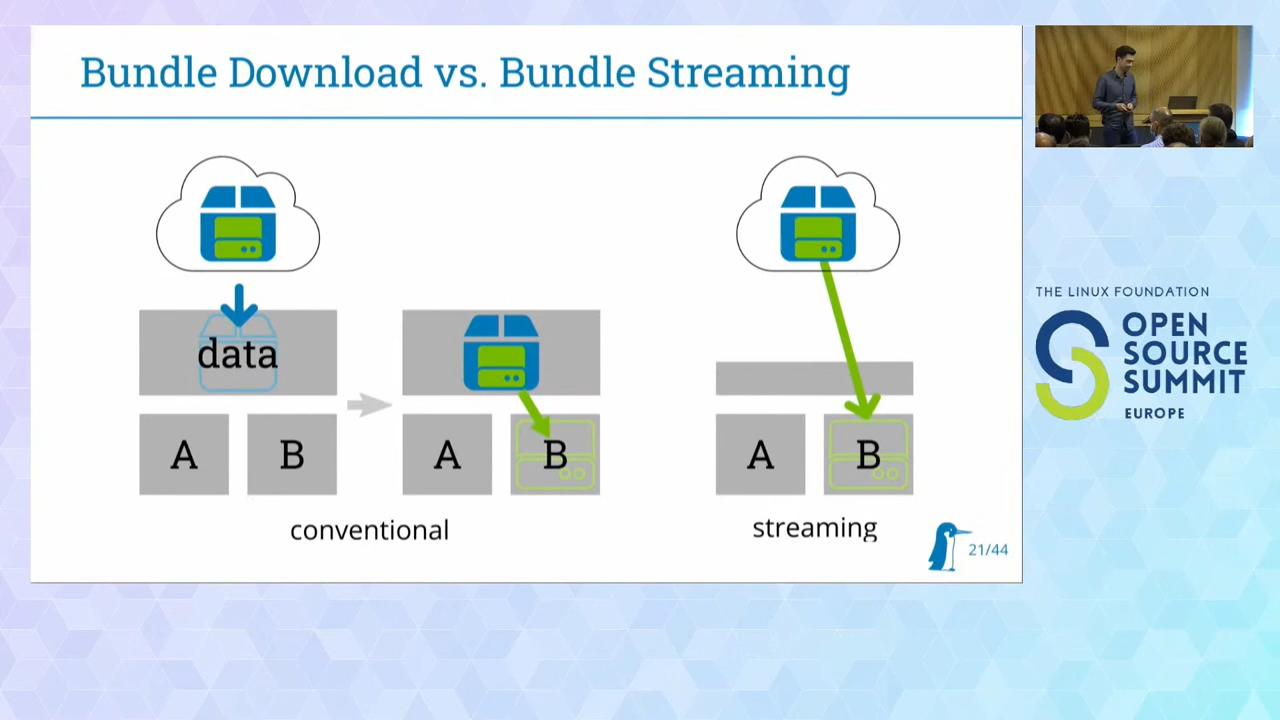 Bundle Download vs. Bundle Streaming
data
A
B
A
B
conventional
A
B
streaming
21/44
THE LINUX FOUNDATION
OPEN
SOURCE
SUMMIT
EUROPE